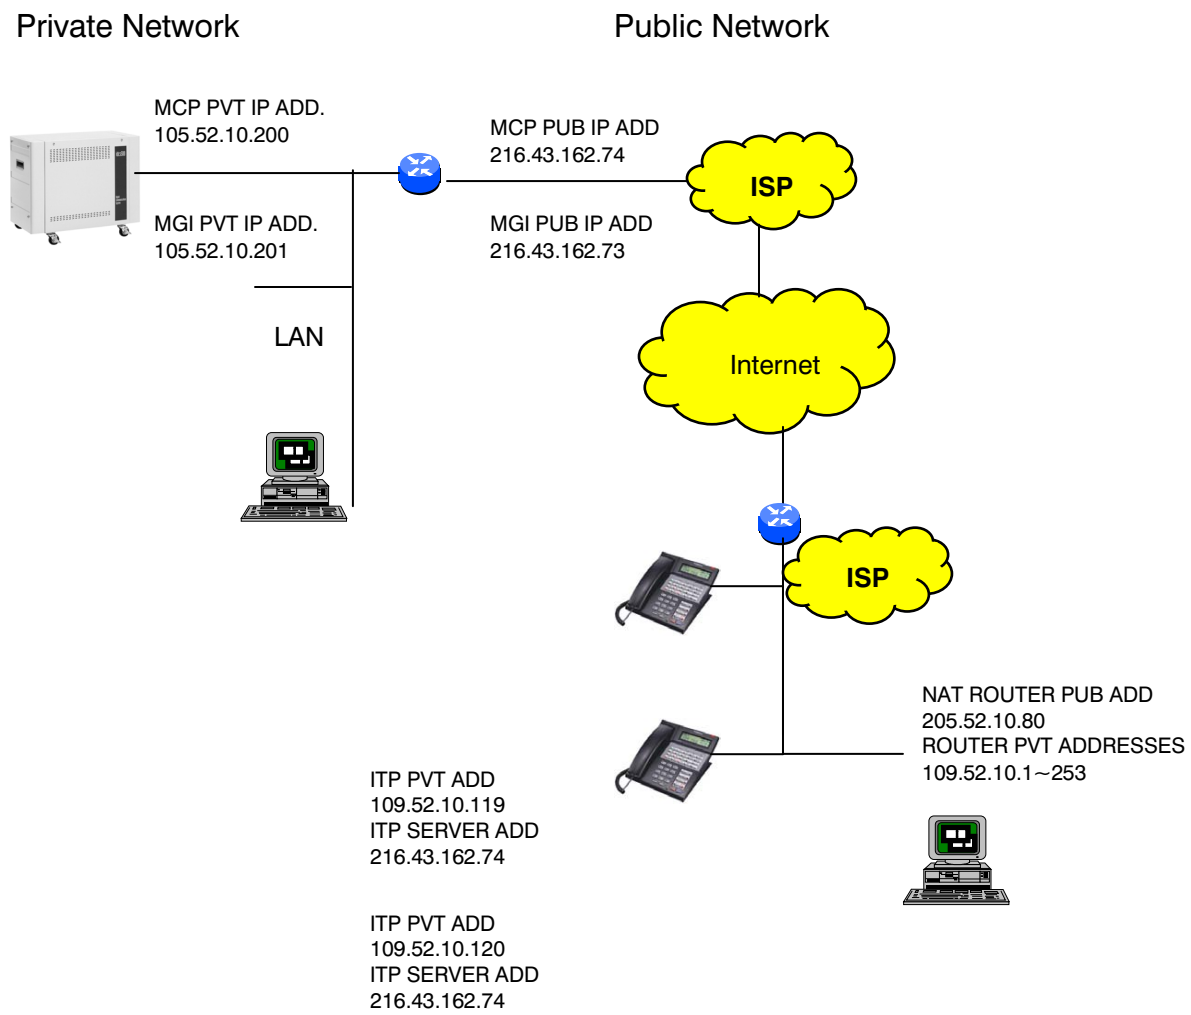 Private Network
Public Network
MCP PVT IP ADD.
105.52.10.200
MCP PUB IP ADD
216.43.162.74
ISP
MGI PVT IP ADD.
105.52.10.201
MGI PUB IP ADD
216.43.162.73
LAN
Internet
ISP
NAT ROUTER PUB ADD
205.52.10.80
ROUTER PVT ADDRESSES
109.52.10.1~253
ITP PVT ADD
109.52.10.119
ITP SERVER ADD
216.43.162.74
ITP PVT ADD
109.52.10.120
ITP SERVER ADD
216.43.162.74